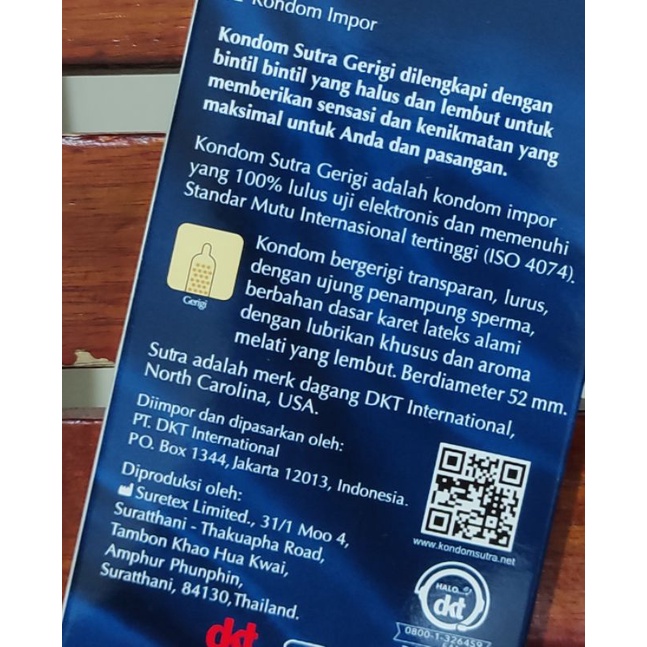 Kondom Impor
Kondom Sutra Gerigi dilengkapi dengan
bintil bintil yang halus dan lembut untuk
memberikan sensasi dan kenikmatan yang
maksimal untuk Anda dan pasangan.
Kondom Sutra Gerigi adalah kondom impor
yang 100% lulus uji elektronis dan memenuhi
Standar Mutu Internasional tertinggi (ISO 4074).
Kondom bergerigi transparan, lurus,
dengan ujung penampung sperma,
berbahan dasar karet lateks alami
dengan lubrikan khusus dan aroma
melati yang lembut. Berdiameter 52 mm.
Gerigi
Sutra adalah merk dagang DKT International,
North Carolina, USA.
Diimpor dan dipasarkan oleh:
PT. DKT International
PO. Box 1344, Jakarta 12013, Indonesia.
Diproduksi oleh:
Suretex Limited., 31/1 Moo 4,
Suratthani - Thakuapha Road,
Tambon Khao Hua Kwai,
Amphur Phunphin,
Suratthani, 84130,Thailand.
www.kondomsutra.net
HALO
dkt
0800-1-326459
dkt